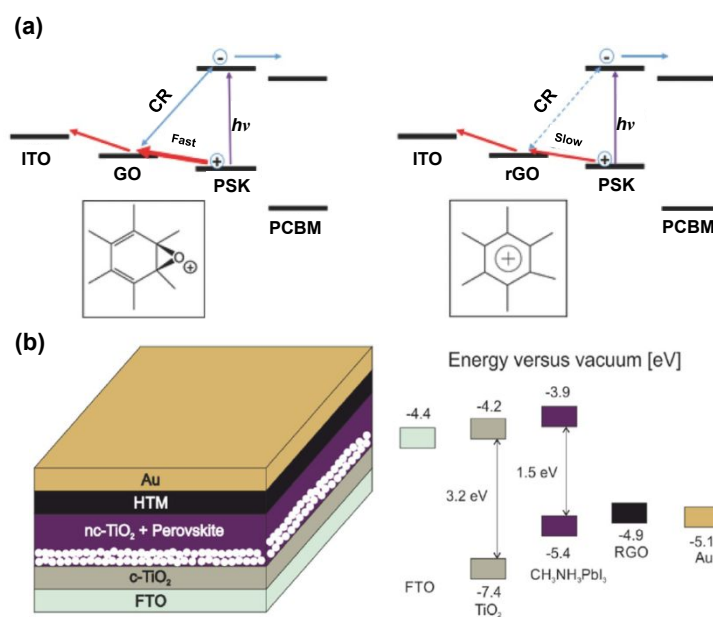 (a)
CR
hν
Fast
ITO
GO
PSK
PCBM
O
CR
hν
Slow
ITO
rGO
PSK
PCBM
(b)
Au
HTM
nc-TiO₂ + Perovskite
c-TiO₂
FTO
Energy versus vacuum [eV]
-3.9
-4.4
-4.2
3.2 eV
1.5 eV
-4.9
RGO
-5.1
Au
-5.4
CH₃NH₃PbI₃
FTO
-7.4
TiO₂